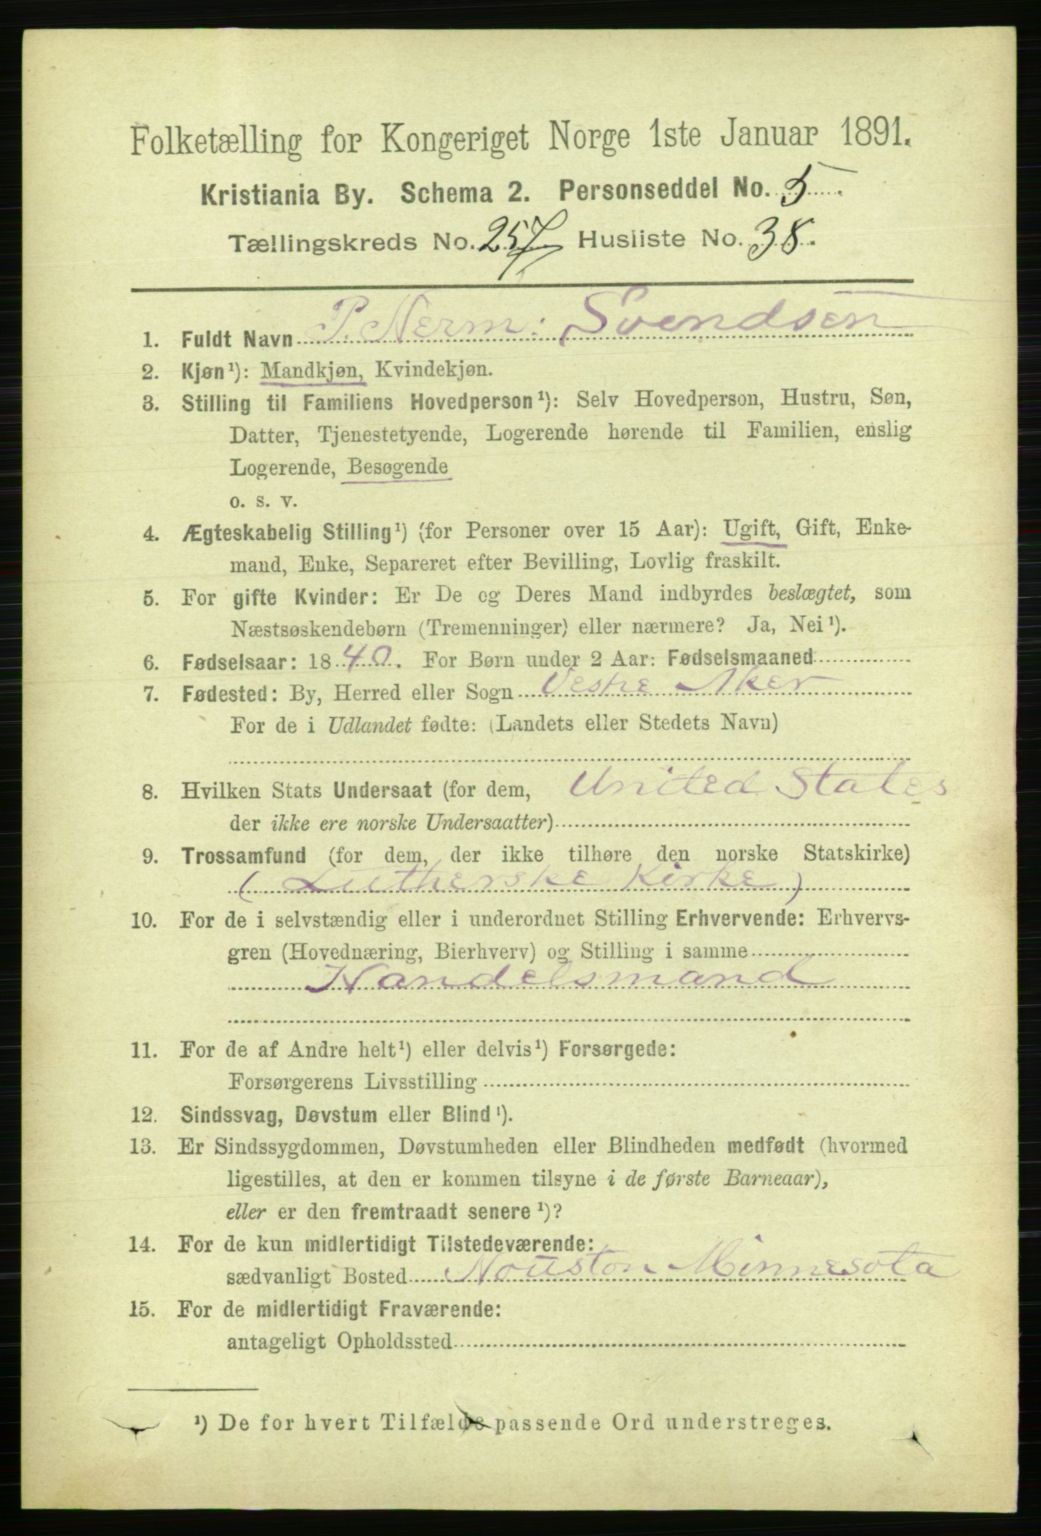 Folketælling for Kongeriget Norge 1ste Januar 1891.
Kristiania By. Schema 2. Personseddel No. 5.
Tællingskreds No. 257 Husliste No. 38.
1. Fuldt Navn P. Herm: Svendsen
2. Kjøn¹): Mandkjøn, Kvindekjøn.
3. Stilling til Familiens Hovedperson¹): Selv Hovedperson, Hustru, Søn,
Datter, Tjenestetyende, Logerende hørende til Familien, enslig
Logerende, Besøgende
o. s. v.
4. Ægteskabelig Stilling¹) (for Personer over 15 Aar): Ugift, Gift, Enke-
mand, Enke, Separeret efter Bevilling, Lovlig fraskilt.
5. For gifte Kvinder: Er De og Deres Mand indbyrdes beslægtet, som
Næstsøskendebørn (Tremenninger) eller nærmere? Ja, Nei¹).
6. Fødselsaar: 1840. For Børn under 2 Aar: Fødselsmaaned
7. Fødested: By, Herred eller Sogn Vestre Aker
For de i Udlandet fødte: (Landets eller Stedets Navn)
8. Hvilken Stats Undersaat (for dem, United States
der ikke ere norske Undersaatter)
9. Trossamfund (for dem, der ikke tilhøre den norske Statskirke)
(Lutherske Kirke)
10. For de i selvstændig eller i underordnet Stilling Erhvervende: Erhvervs-
gren (Hovednæring, Bierhverv) og Stilling i samme
Handelsmand
11. For de af Andre helt¹) eller delvis¹) Forsørgede:
Forsørgerens Livsstilling
12. Sindssvag, Døvstum eller Blind¹).
13. Er Sindssygdommen, Døvstumheden eller Blindheden medfødt (hvormed
ligestilles, at den er kommen tilsyne i de første Barneaar),
eller er den fremtraadt senere¹)?
14. For de kun midlertidigt Tilstedeværende:
sædvanligt Bosted Houston Minnesota
15. For de midlertidigt Fraværende:
antageligt Opholdssted
¹) De for hvert Tilfælde passende Ord understreges.